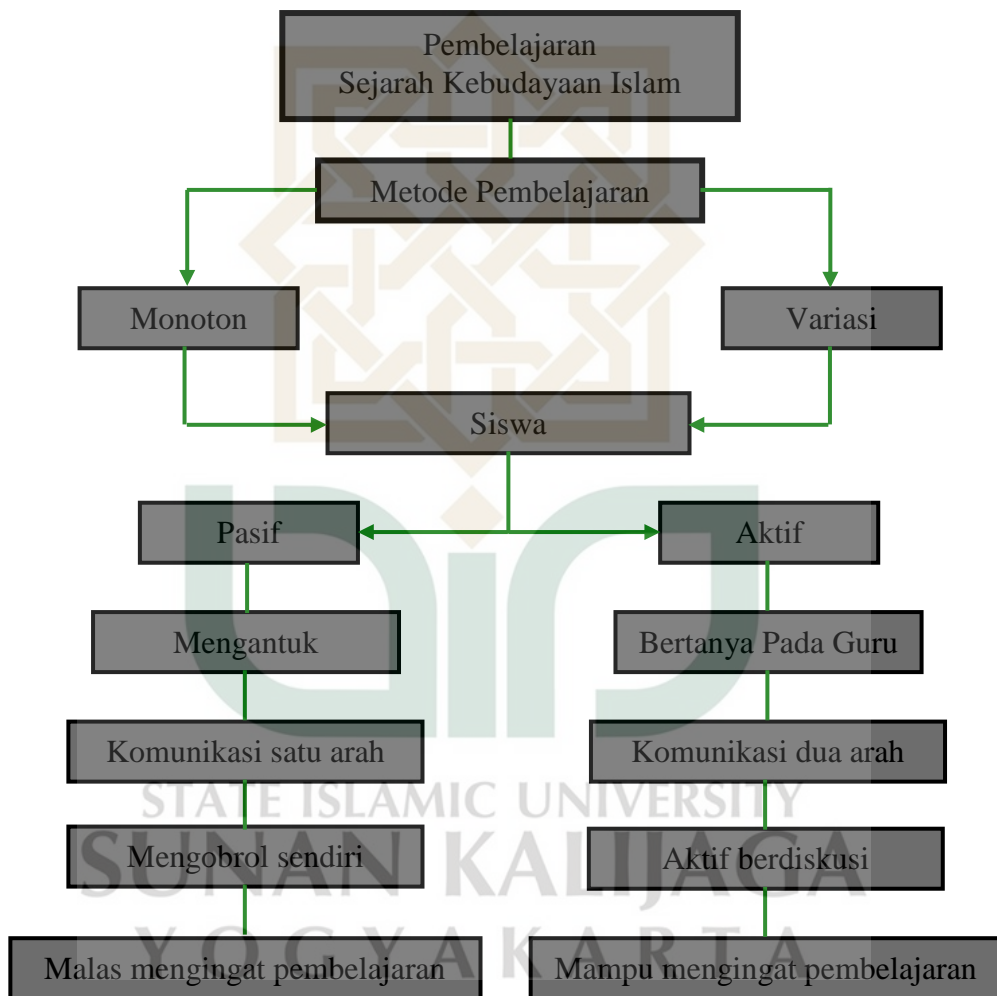 Pembelajaran
Sejarah Kebudayaan Islam
Metode Pembelajaran
Monoton
Variasi
Siswa
Pasif
Aktif
Mengantuk
Bertanya Pada Guru
Komunikasi satu arah
Komunikasi dua arah
STATE ISLAMIC UNIVERSITY
Mengobrol sendiri
Aktif berdiskusi
SUNAN KALIJAGA
YOGYAKARTA
Malas mengingat pembelajaran
Mampu mengingat pembelajaran